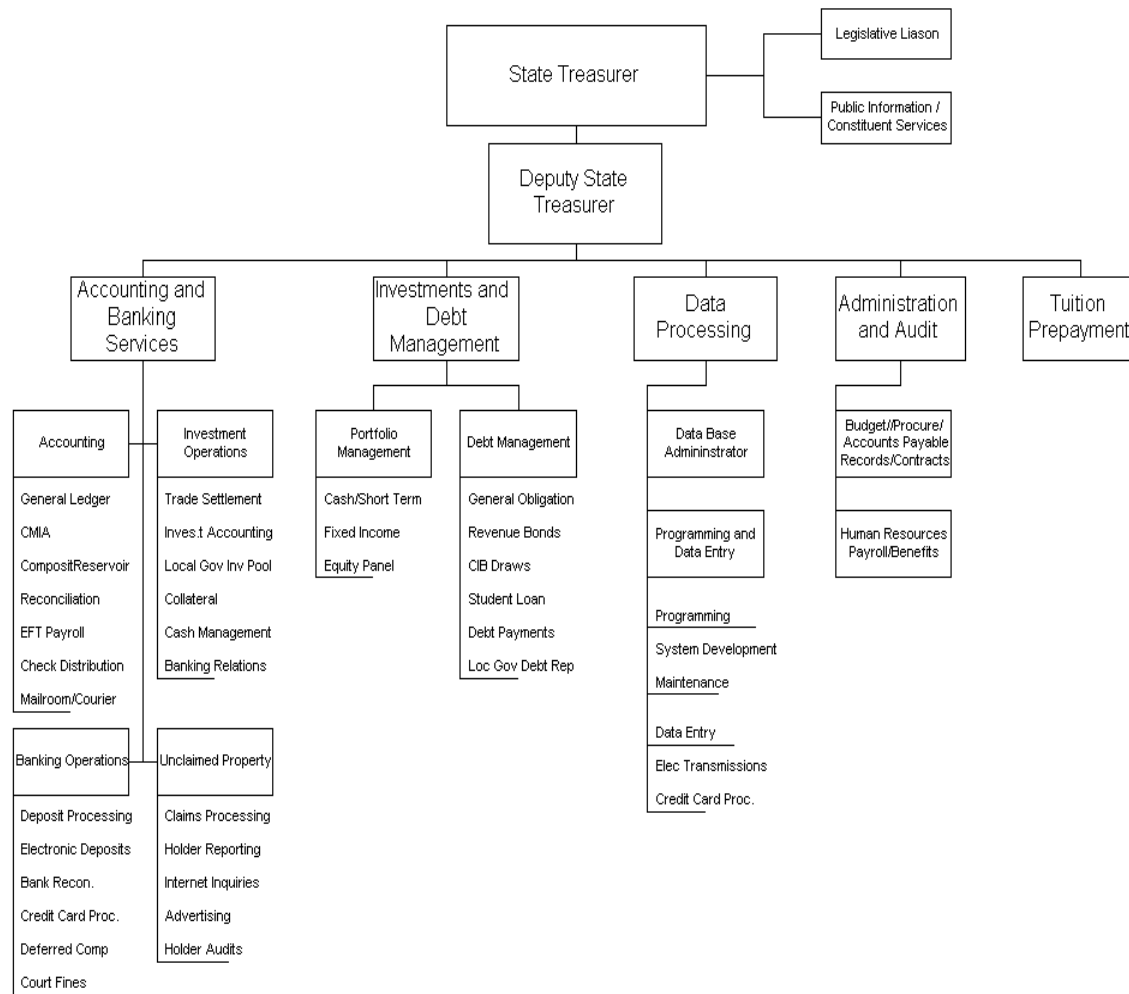 State Treasurer
Legislative Liason
Public Information /
Constituent Services
Deputy State
Treasurer
Accounting and
Banking
Services
Investments and
Debt
Management
Data
Processing
Administration
and Audit
Tuition
Prepayment
Accounting
General Ledger
CMIA
CompositReservoir
Reconciliation
EFT Payroll
Check Distribution
Mailroom/Courier
Investment
Operations
Trade Settlement
Inves.t Accounting
Local Gov Inv Pool
Collateral
Cash Management
Banking Relations
Banking Operations
Deposit Processing
Electronic Deposits
Bank Recon.
Credit Card Proc.
Deferred Comp
Court Fines
Unclaimed Property
Claims Processing
Holder Reporting
Internet Inquiries
Advertising
Holder Audits
Portfolio
Management
Cash/Short Term
Fixed Income
Equity Panel
Debt Management
General Obligation
Revenue Bonds
CIB Draws
Student Loan
Debt Payments
Loc Gov Debt Rep
Data Base
Admininstrator
Programming and
Data Entry
Programming
System Development
Maintenance
Data Entry
Elec Transmissions
Credit Card Proc.
Budget//Procure/
Accounts Payable
Records/Contracts
Human Resources
Payroll/Benefits